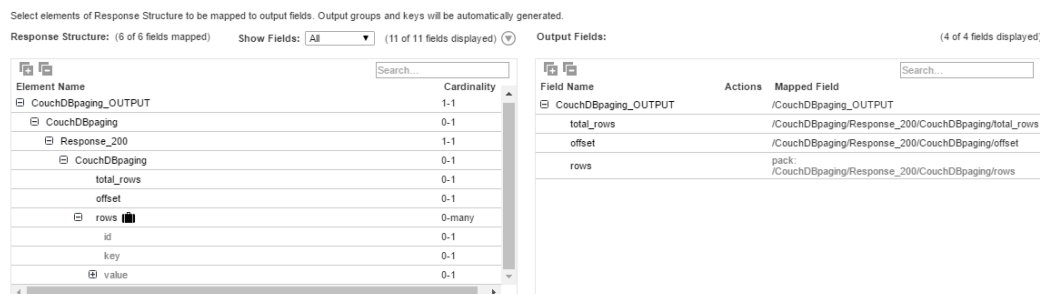 Select elements of Response Structure to be mapped to output fields. Output groups and keys will be automatically generated.
Response Structure: (6 of 6 fields mapped) Show Fields: All (11 of 11 fields displayed)
Search...
Element Name Cardinality
CouchDBpaging_OUTPUT 1-1
CouchDBpaging 0-1
Response_200 1-1
CouchDBpaging 0-1
total_rows 0-1
offset 0-1
rows 0-many
id 0-1
key 0-1
value 0-1
Output Fields: (4 of 4 fields displayed)
Search...
Field Name Actions Mapped Field
CouchDBpaging_OUTPUT /CouchDBpaging_OUTPUT
total_rows /CouchDBpaging/Response_200/CouchDBpaging/total_rows
offset /CouchDBpaging/Response_200/CouchDBpaging/offset
rows pack:
/CouchDBpaging/Response_200/CouchDBpaging/rows